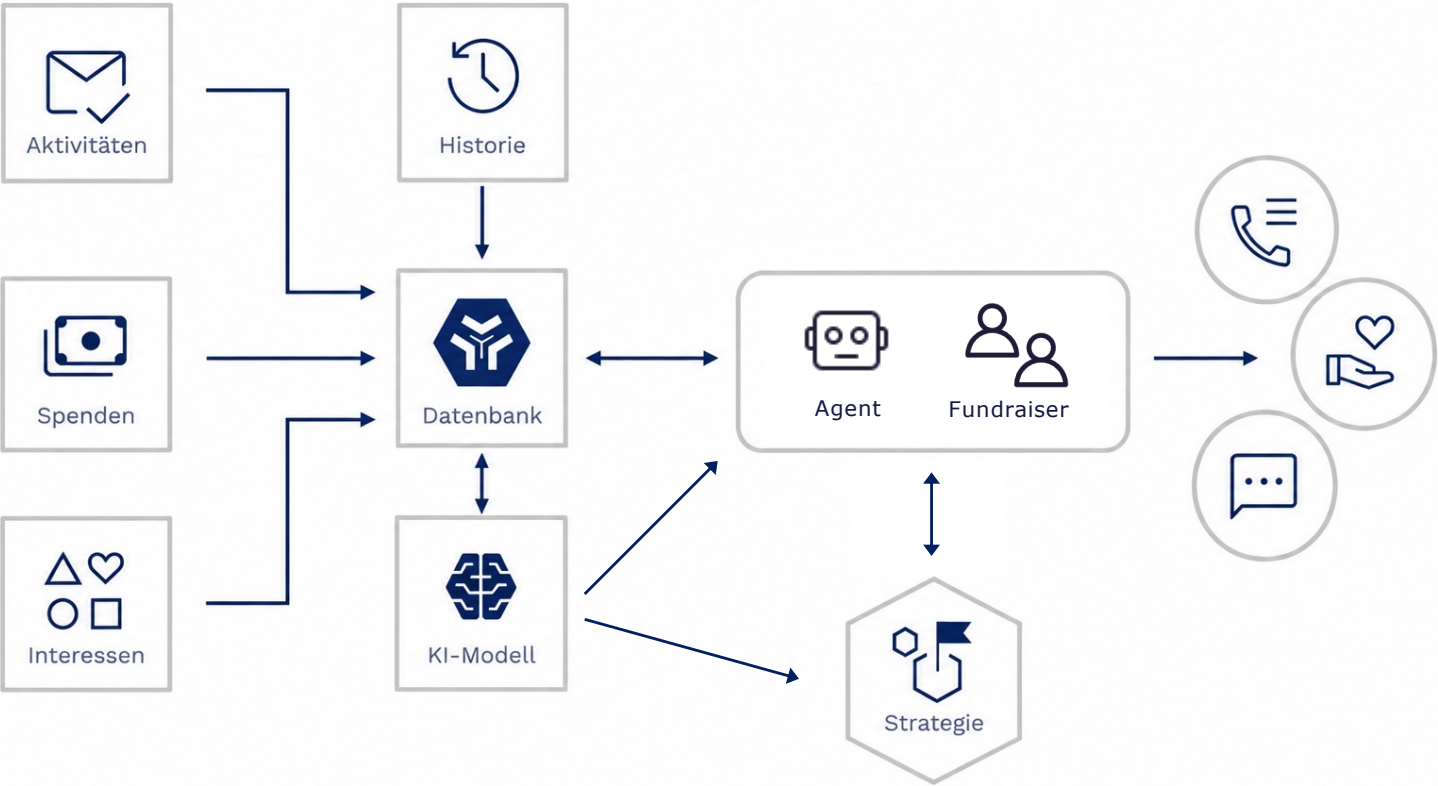 Aktivitäten
Historie
Spenden
Datenbank
Agent
Fundraiser
Interessen
KI-Modell
Strategie